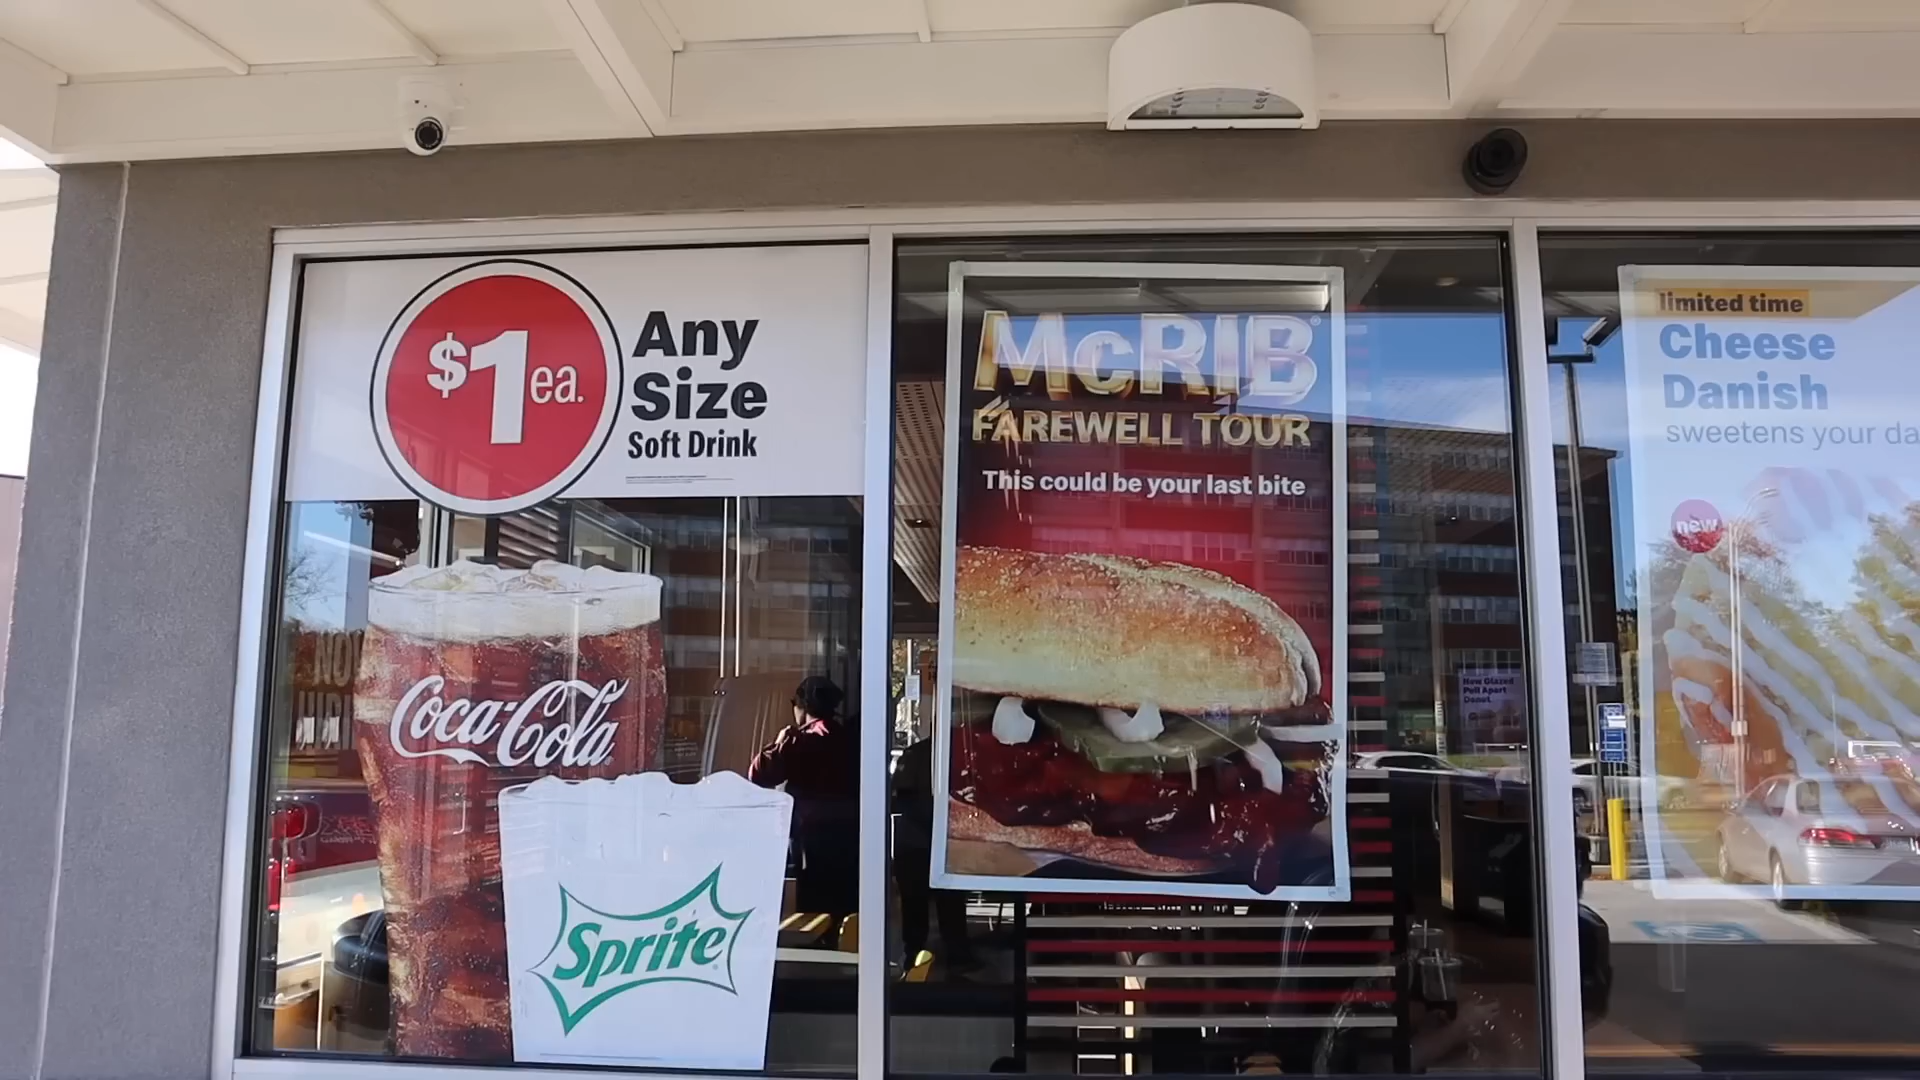 $1 ea.
Any
Size
Soft Drink
Coca-Cola
Sprite
McRIB®
FAREWELL TOUR
This could be your last bite
New Glazed
Pull Apart
Donut.
limited time
Cheese
Danish
sweetens your da
new